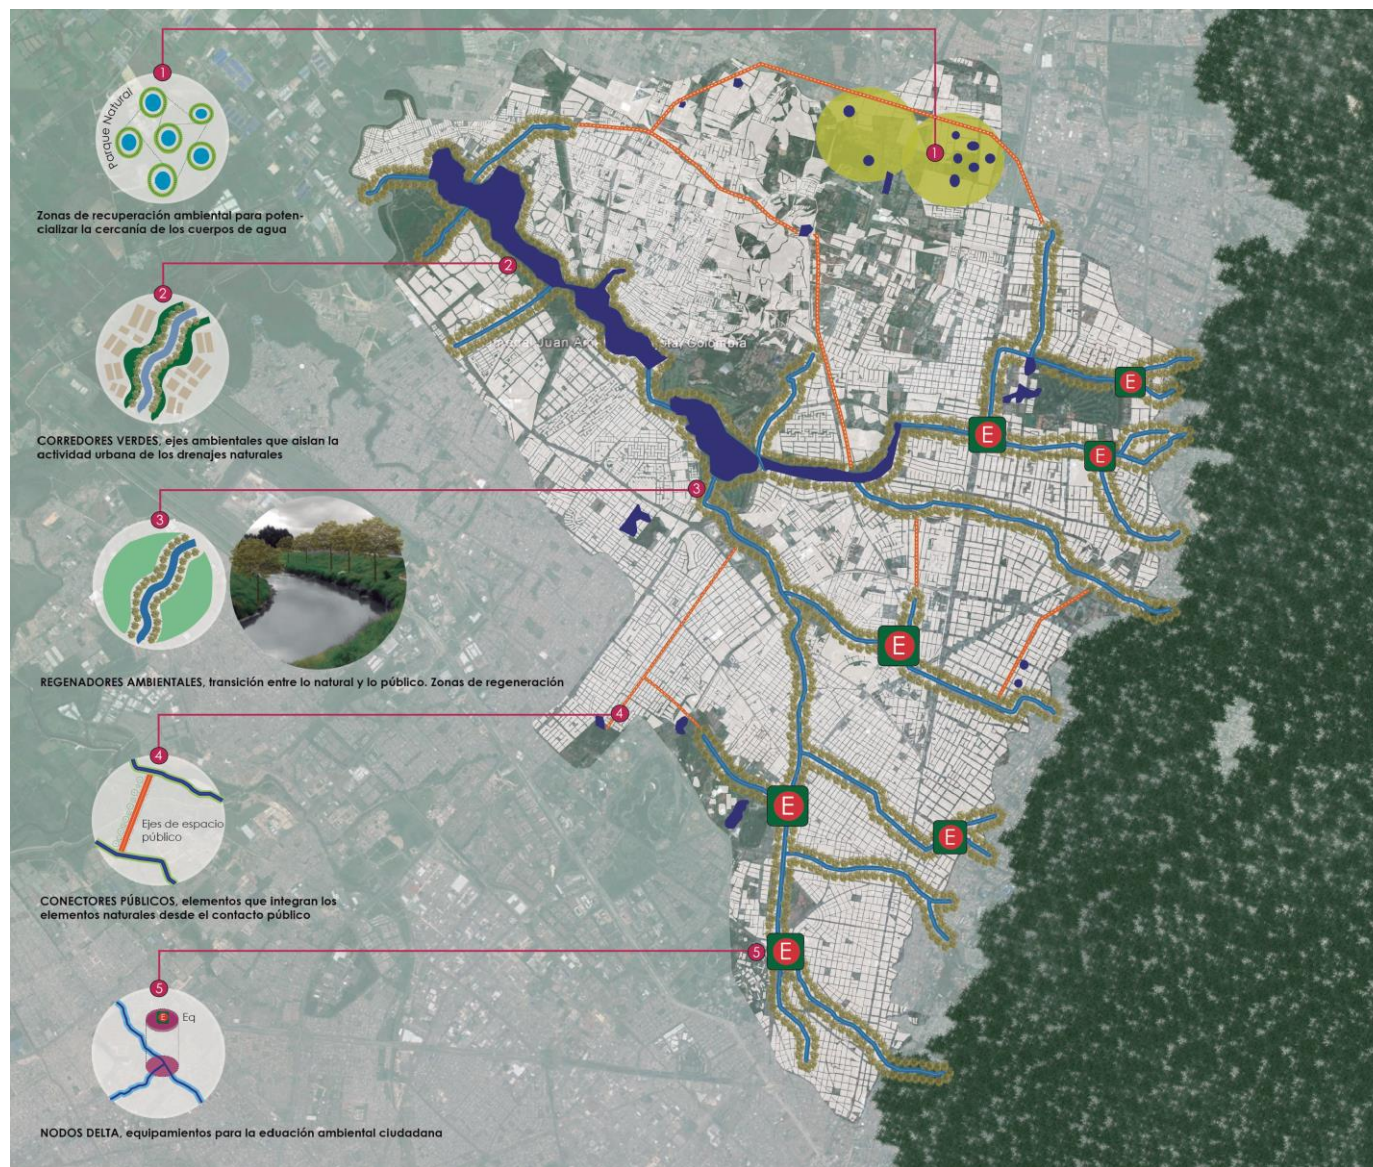 1
Parque Natural
1
Zonas de recuperación ambiental para poten-
cializar la cercanía de los cuerpos de agua
2
2
CORREDORES VERDES, ejes ambientales que aislan la
actividad urbana de los drenajes naturales
3
3
REGENADORES AMBIENTALES, transición entre lo natural y lo público. Zonas de regeneración
4
4
Ejes de espacio
público
CONECTORES PÚBLICOS, elementos que integran los
elementos naturales desde el contacto público
5
5
E
Eq
NODOS DELTA, equipamientos para la eduación ambiental ciudadana
Juan
Colombia
E
E
E
E
E
E
E